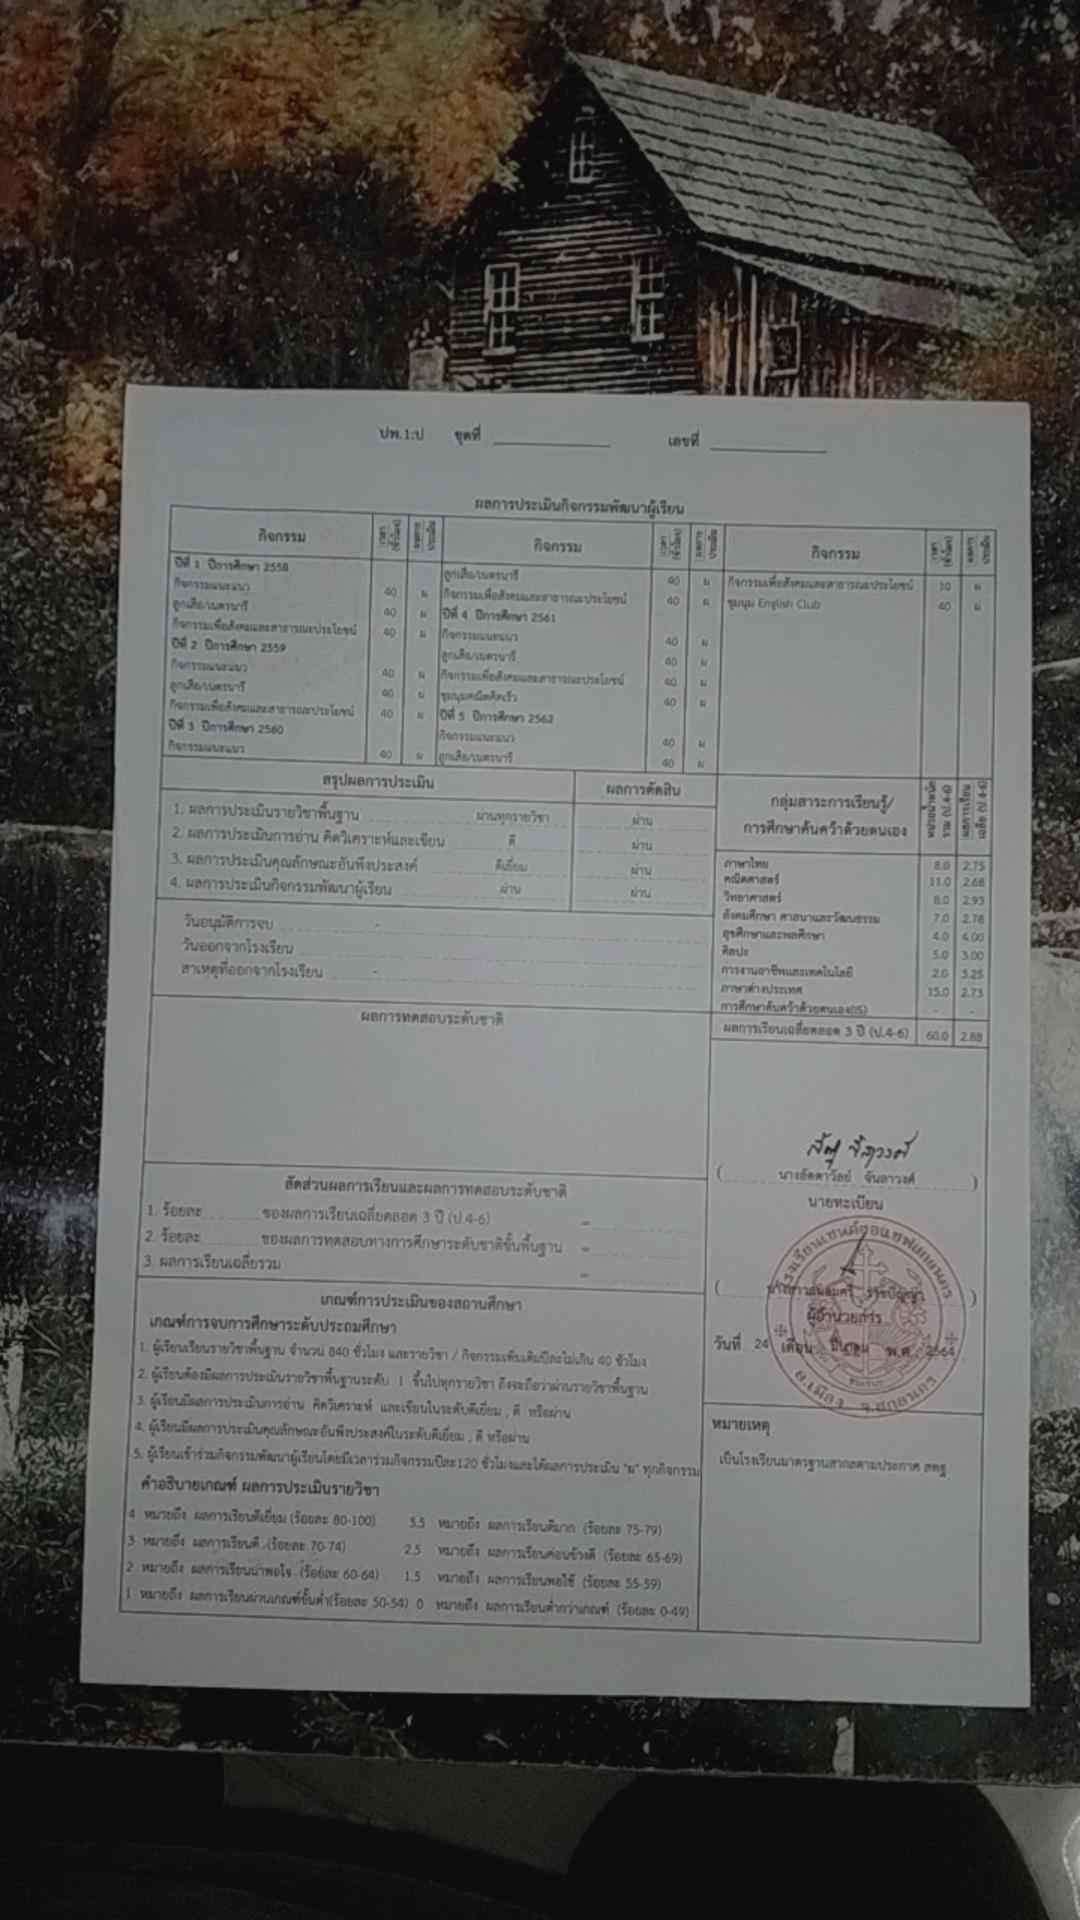 ปพ.1:ป ชุดที่ เลขที่
ผลการประเมินกิจกรรมพัฒนาผู้เรียน
กิจกรรม เวลา (ชั่วโมง) ผลการประเมิน กิจกรรม เวลา (ชั่วโมง) ผลการประเมิน กิจกรรม เวลา (ชั่วโมง) ผลการประเมิน
ปีที่ 1 ปีการศึกษา 2558
กิจกรรมแนะแนว 40 ผ
ลูกเสือ/เนตรนารี 40 ผ
กิจกรรมเพื่อสังคมและสาธารณะประโยชน์ 40 ผ
ปีที่ 2 ปีการศึกษา 2559
กิจกรรมแนะแนว 40 ผ
ลูกเสือ/เนตรนารี 40 ผ
กิจกรรมเพื่อสังคมและสาธารณะประโยชน์ 40 ผ
ปีที่ 3 ปีการศึกษา 2560
กิจกรรมแนะแนว 40 ผ
ลูกเสือ/เนตรนารี 40 ผ
กิจกรรมเพื่อสังคมและสาธารณะประโยชน์ 40 ผ
ปีที่ 4 ปีการศึกษา 2561
กิจกรรมแนะแนว 40 ผ
ลูกเสือ/เนตรนารี 40 ผ
กิจกรรมเพื่อสังคมและสาธารณะประโยชน์ 40 ผ
ชุมนุมคณิตคิดเร็ว 40 ผ
ปีที่ 5 ปีการศึกษา 2562
กิจกรรมแนะแนว 40 ผ
ลูกเสือ/เนตรนารี 40 ผ
กิจกรรมเพื่อสังคมและสาธารณะประโยชน์ 10 ผ
ชุมนุม English Club 40 ผ
สรุปผลการประเมิน ผลการตัดสิน
1. ผลการประเมินรายวิชาพื้นฐาน ผ่านทุกรายวิชา ผ่าน
2. ผลการประเมินการอ่าน คิดวิเคราะห์และเขียน ดี ผ่าน
3. ผลการประเมินคุณลักษณะอันพึงประสงค์ ดีเยี่ยม ผ่าน
4. ผลการประเมินกิจกรรมพัฒนาผู้เรียน ผ่าน ผ่าน
วันอนุมัติการจบ -
วันออกจากโรงเรียน
สาเหตุที่ออกจากโรงเรียน -
กลุ่มสาระการเรียนรู้/
การศึกษาค้นคว้าด้วยตนเอง
หน่วยน้ำหนักรวม (ป.4-6) ผลการเรียนเฉลี่ย (ป.4-6)
ภาษาไทย 8.0 2.75
คณิตศาสตร์ 11.0 2.68
วิทยาศาสตร์ 8.0 2.93
สังคมศึกษา ศาสนาและวัฒนธรรม 7.0 2.78
สุขศึกษาและพลศึกษา 4.0 4.00
ศิลปะ 5.0 3.00
การงานอาชีพและเทคโนโลยี 2.0 3.25
ภาษาต่างประเทศ 15.0 2.73
การศึกษาค้นคว้าด้วยตนเอง(IS) - -
ผลการเรียนเฉลี่ยตลอด 3 ปี (ป.4-6) 60.0 2.88
ผลการทดสอบระดับชาติ
สัดส่วนผลการเรียนและผลการทดสอบระดับชาติ
1. ร้อยละ ของผลการเรียนเฉลี่ยตลอด 3 ปี (ป.4-6) =
2. ร้อยละ ของผลการทดสอบทางการศึกษาระดับชาติขั้นพื้นฐาน =
3. ผลการเรียนเฉลี่ยรวม =
( นางลัดดาวัลย์ จันลาวงศ์ )
นายทะเบียน
ผู้อำนวยการ
วันที่ 24 เดือน มีนาคม พ.ศ. 2564
อ.เมือง จ.สกลนคร
เกณฑ์การประเมินของสถานศึกษา
เกณฑ์การจบการศึกษาระดับประถมศึกษา
1. ผู้เรียนเรียนรายวิชาพื้นฐาน จำนวน 840 ชั่วโมง และรายวิชา / กิจกรรมเพิ่มเติมปีละไม่เกิน 40 ชั่วโมง
2. ผู้เรียนต้องมีผลการประเมินรายวิชาพื้นฐานระดับ 1 ขึ้นไปทุกรายวิชา ถึงจะถือว่าผ่านรายวิชาพื้นฐาน
3. ผู้เรียนมีผลการประเมินการอ่าน คิดวิเคราะห์ และเขียนในระดับดีเยี่ยม , ดี หรือผ่าน
4. ผู้เรียนมีผลการประเมินคุณลักษณะอันพึงประสงค์ในระดับดีเยี่ยม , ดี หรือผ่าน
5. ผู้เรียนเข้าร่วมกิจกรรมพัฒนาผู้เรียนโดยมีเวลาร่วมกิจกรรมปีละ120 ชั่วโมงและได้ผลการประเมิน "ผ" ทุกกิจกรรม
คำอธิบายเกณฑ์ ผลการประเมินรายวิชา
4 หมายถึง ผลการเรียนดีเยี่ยม (ร้อยละ 80-100) 3.5 หมายถึง ผลการเรียนดีมาก (ร้อยละ 75-79)
3 หมายถึง ผลการเรียนดี (ร้อยละ 70-74) 2.5 หมายถึง ผลการเรียนค่อนข้างดี (ร้อยละ 65-69)
2 หมายถึง ผลการเรียนน่าพอใจ (ร้อยละ 60-64) 1.5 หมายถึง ผลการเรียนพอใช้ (ร้อยละ 55-59)
1 หมายถึง ผลการเรียนผ่านเกณฑ์ขั้นต่ำ(ร้อยละ 50-54) 0 หมายถึง ผลการเรียนต่ำกว่าเกณฑ์ (ร้อยละ 0-49)
หมายเหตุ
เป็นโรงเรียนมาตรฐานสากลตามประกาศ สพฐ.